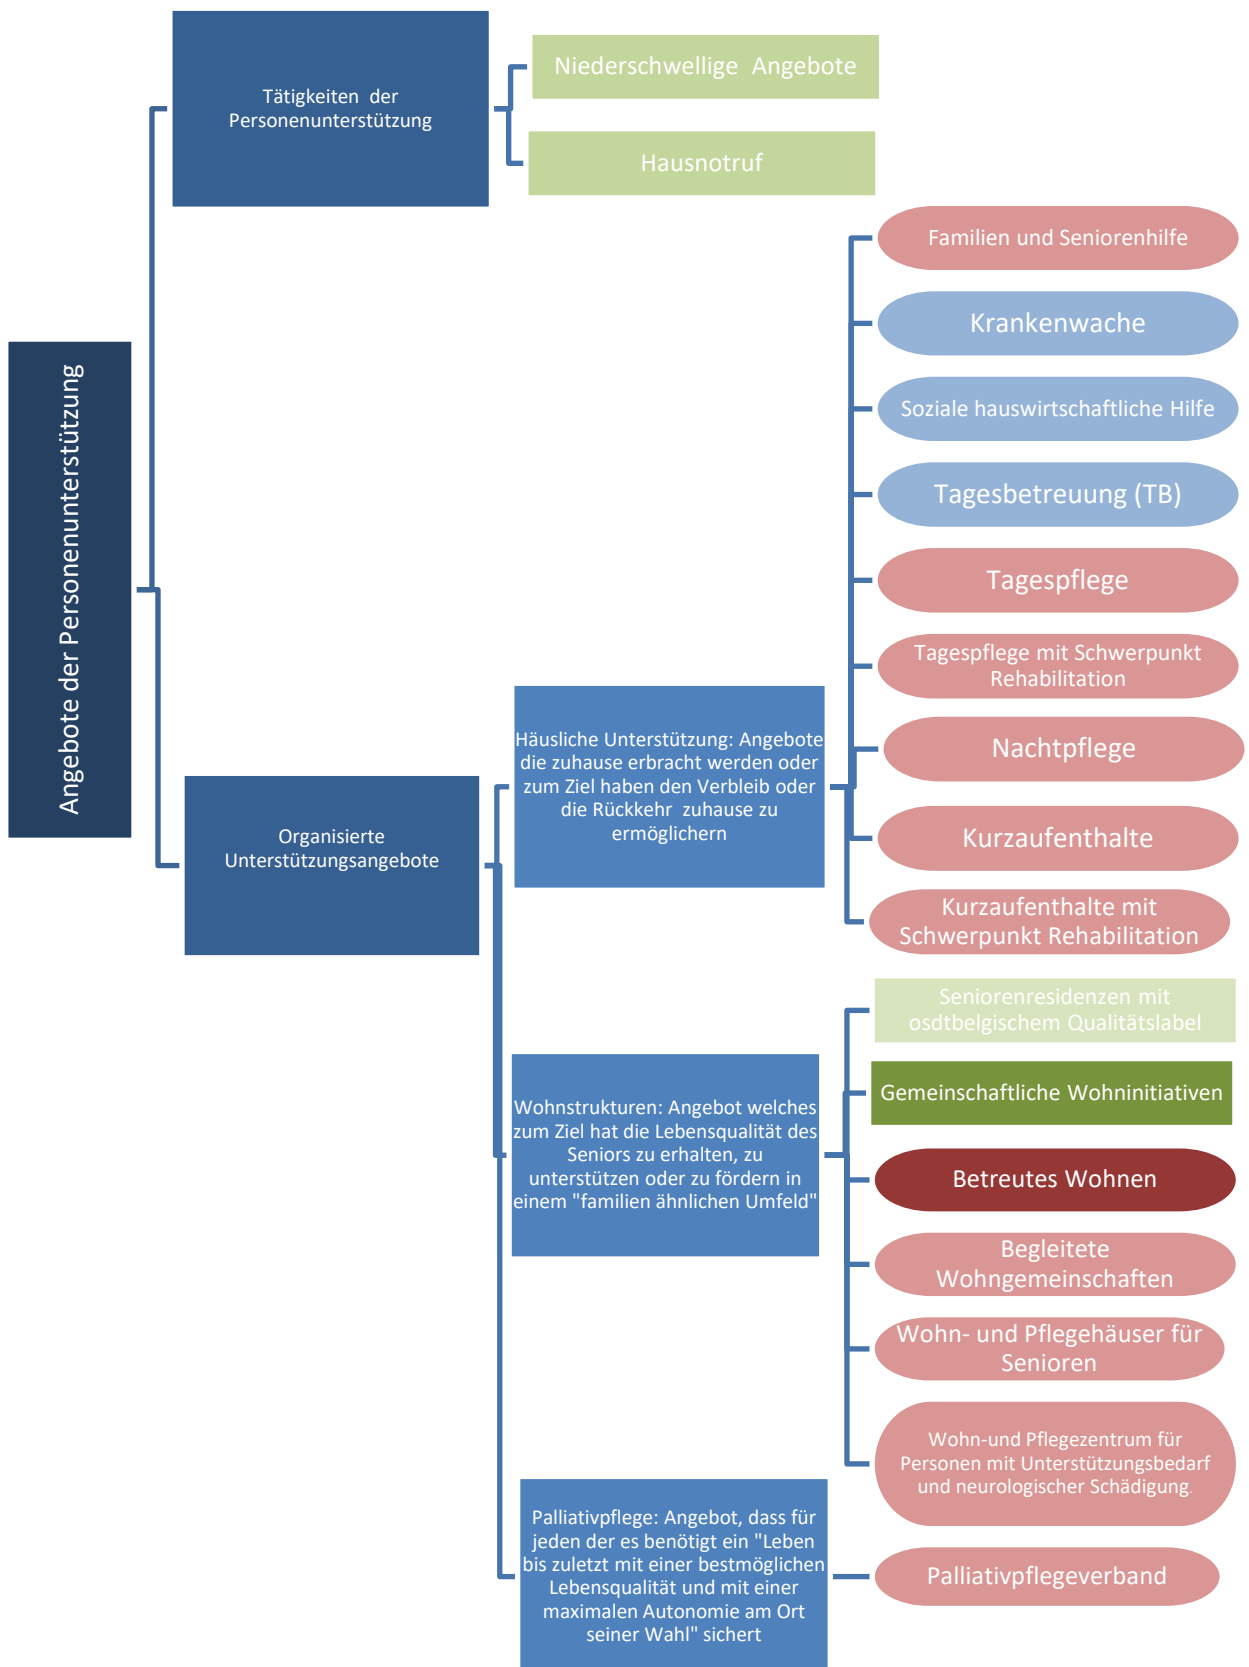 Angebote der Personenunterstützung
Tätigkeiten der
Personenunterstützung
Niederschwellige Angebote
Hausnotruf
Organisierte
Unterstützungsangebote
Häusliche Unterstützung: Angebote
die zuhause erbracht werden oder
zum Ziel haben den Verbleib oder
die Rückkehr zuhause zu
ermöglichern
Familien und Seniorenhilfe
Krankenwache
Soziale hauswirtschaftliche Hilfe
Tagesbetreuung (TB)
Tagespflege
Tagespflege mit Schwerpunkt
Rehabilitation
Nachtpflege
Kurzaufenthalte
Kurzaufenthalte mit
Schwerpunkt Rehabilitation
Wohnstrukturen: Angebot welches
zum Ziel hat die Lebensqualität des
Seniors zu erhalten, zu
unterstützen oder zu fördern in
einem "familien ähnlichen Umfeld"
Seniorenresidenzen mit
osdtbelgischem Qualitätslabel
Gemeinschaftliche Wohninitiativen
Betreutes Wohnen
Begleitete
Wohngemeinschaften
Wohn- und Pflegehäuser für
Senioren
Wohn-und Pflegezentrum für
Personen mit Unterstützungsbedarf
und neurologischer Schädigung.
Palliativpflege: Angebot, dass für
jeden der es benötigt ein "Leben
bis zuletzt mit einer bestmöglichen
Lebensqualität und mit einer
maximalen Autonomie am Ort
seiner Wahl" sichert
Palliativpflegeverband